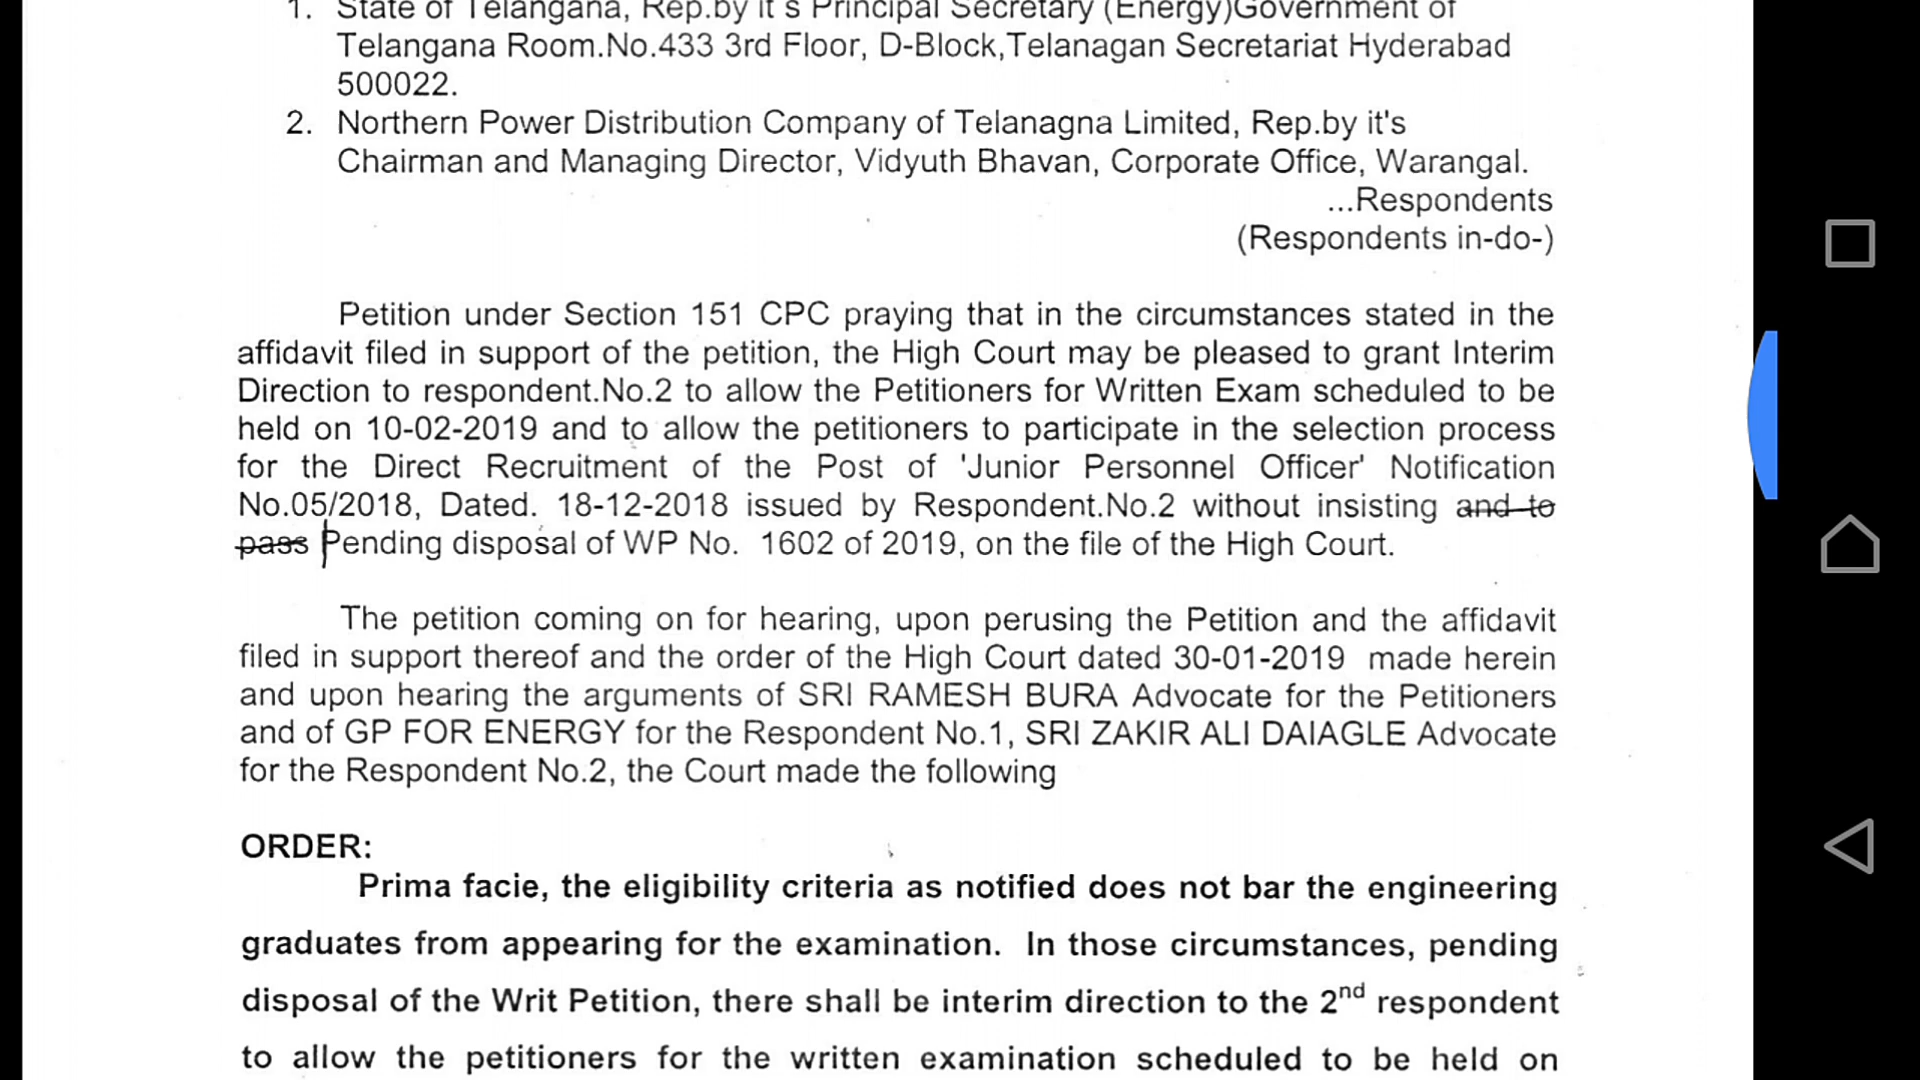 1. State of Telangana, Rep.by it's Principal Secretary (Energy)Government of
Telangana Room.No.433 3rd Floor, D-Block,Telanagan Secretariat Hyderabad
500022.
2. Northern Power Distribution Company of Telanagna Limited, Rep.by it's
Chairman and Managing Director, Vidyuth Bhavan, Corporate Office, Warangal.
...Respondents
(Respondents in-do-)
Petition under Section 151 CPC praying that in the circumstances stated in the
affidavit filed in support of the petition, the High Court may be pleased to grant Interim
Direction to respondent.No.2 to allow the Petitioners for Written Exam scheduled to be
held on 10-02-2019 and to allow the petitioners to participate in the selection process
for the Direct Recruitment of the Post of 'Junior Personnel Officer' Notification
No.05/2018, Dated. 18-12-2018 issued by Respondent.No.2 without insisting and to
pass Pending disposal of WP No. 1602 of 2019, on the file of the High Court.
The petition coming on for hearing, upon perusing the Petition and the affidavit
filed in support thereof and the order of the High Court dated 30-01-2019 made herein
and upon hearing the arguments of SRI RAMESH BURA Advocate for the Petitioners
and of GP FOR ENERGY for the Respondent No.1, SRI ZAKIR ALI DAIAGLE Advocate
for the Respondent No.2, the Court made the following
ORDER:
Prima facie, the eligibility criteria as notified does not bar the engineering
graduates from appearing for the examination. In those circumstances, pending
disposal of the Writ Petition, there shall be interim direction to the 2nd respondent
to allow the petitioners for the written examination scheduled to be held on